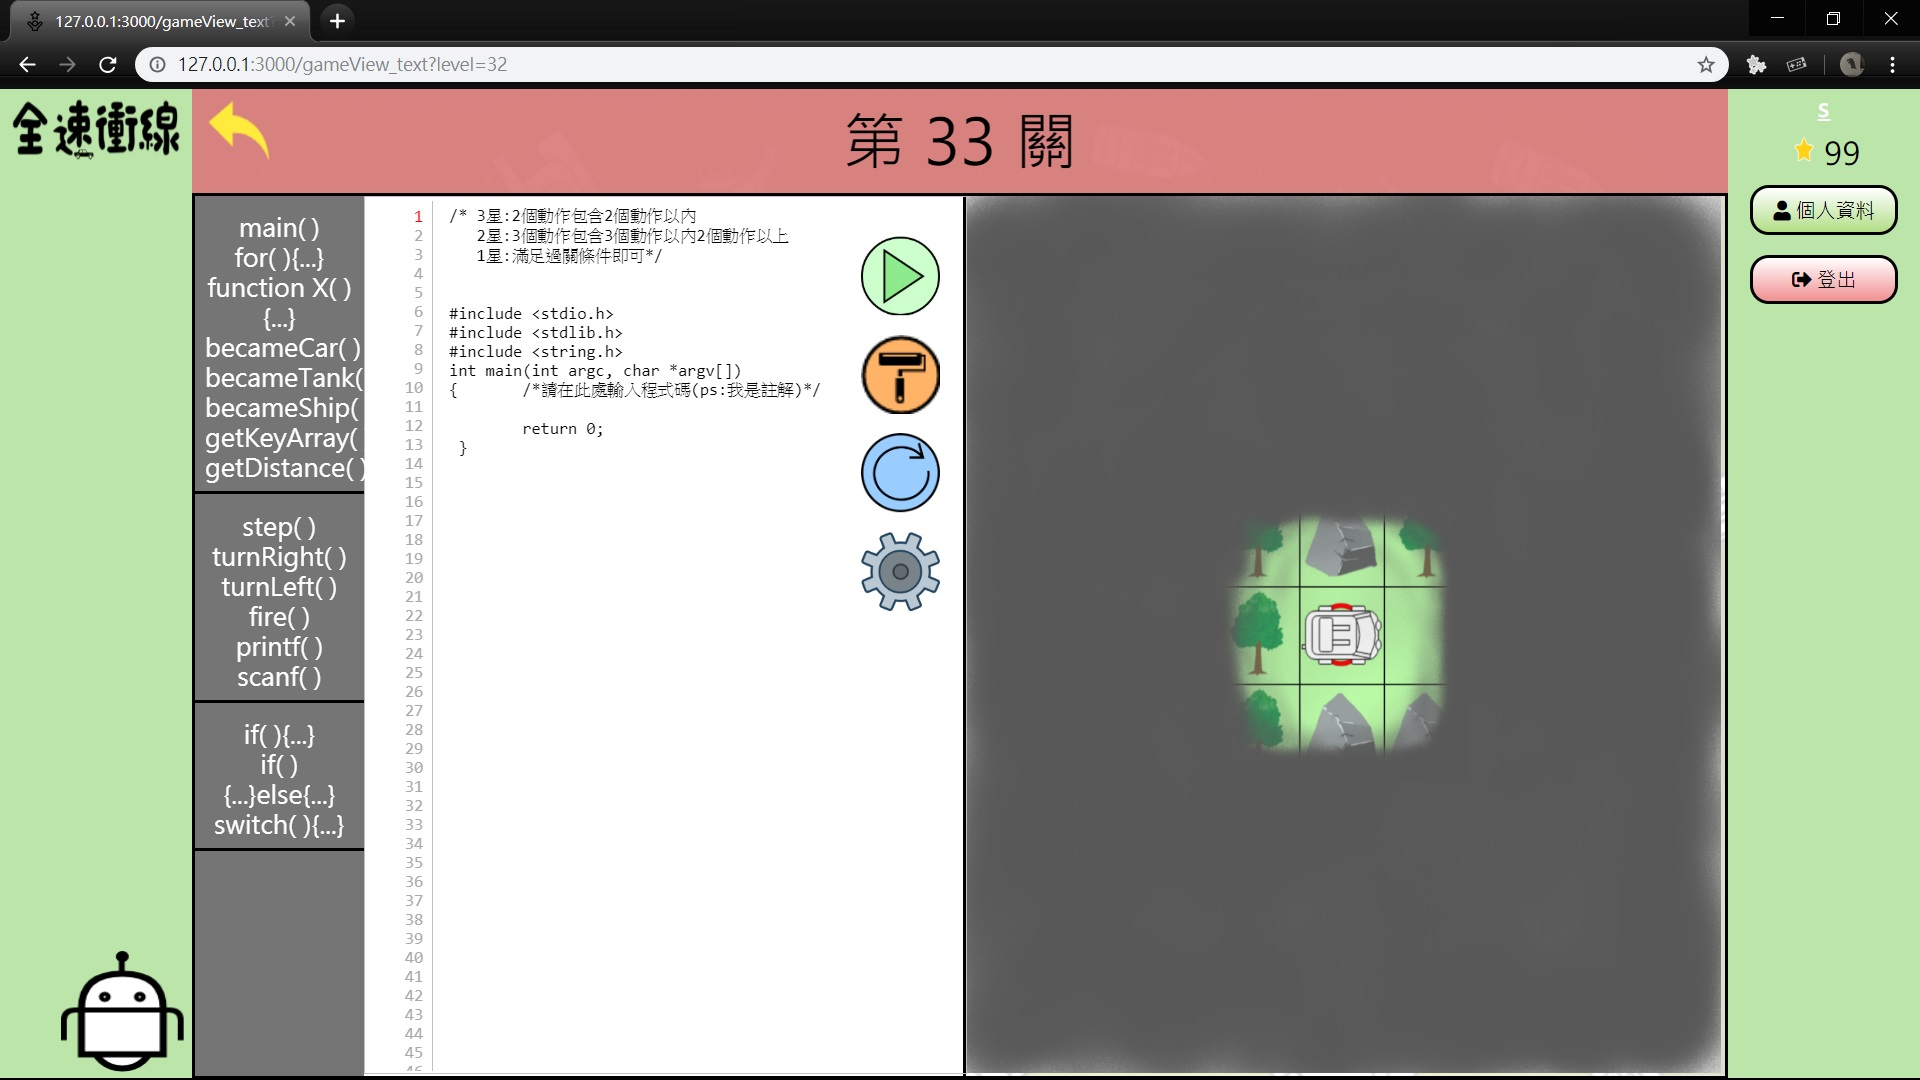 127.0.0.1:3000/gameView_text?
127.0.0.1:3000/gameView_text?level=32
全速衝線
第 33 關
S
99
個人資料
登出
main( )
for( ){...}
function X( )
{...}
becameCar( )
becameTank(
becameShip(
getKeyArray(
getDistance( )
step( )
turnRight( )
turnLeft( )
fire( )
printf( )
scanf( )
if( ){...}
if( )
{...}else{...}
switch( ){...}
1 /* 3星:2個動作包含2個動作以內
2 2星:3個動作包含3個動作以內2個動作以上
3 1星:滿足過關條件即可*/
4
5
6 #include <stdio.h>
7 #include <stdlib.h>
8 #include <string.h>
9 int main(int argc, char *argv[])
10 { /*請在此處輸入程式碼(ps:我是註解)*/
11
12 return 0;
13 }
14
15
16
17
18
19
20
21
22
23
24
25
26
27
28
29
30
31
32
33
34
35
36
37
38
39
40
41
42
43
44
45
46